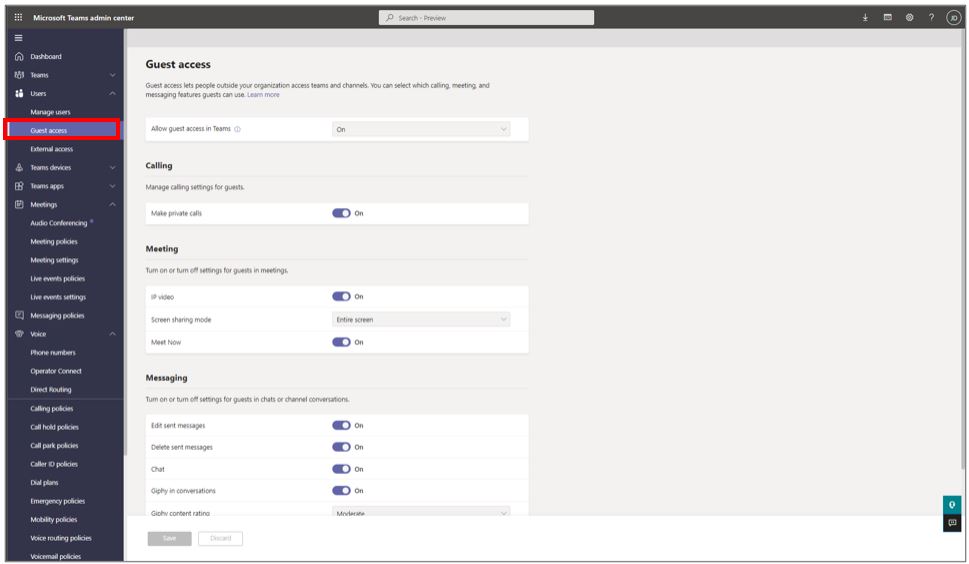 Microsoft Teams admin center
Search - Preview
?
JD
Dashboard
Teams
Users
Manage users
Guest access
External access
Teams devices
Teams apps
Meetings
Audio Conferencing
Meeting policies
Meeting settings
Live events policies
Live events settings
Messaging policies
Voice
Phone numbers
Operator Connect
Direct Routing
Calling policies
Call hold policies
Call park policies
Caller ID policies
Dial plans
Emergency policies
Mobility policies
Voice routing policies
Voicemail policies
Guest access
Guest access lets people outside your organization access teams and channels. You can select which calling, meeting, and
messaging features guests can use. Learn more
Allow guest access in Teams On
Calling
Manage calling settings for guests.
Make private calls On
Meeting
Turn on or turn off settings for guests in meetings.
IP video On
Screen sharing mode Entire screen
Meet Now On
Messaging
Turn on or turn off settings for guests in chats or channel conversations.
Edit sent messages On
Delete sent messages On
Chat On
Giphy in conversations On
Giphy content rating Moderate
Save Discard